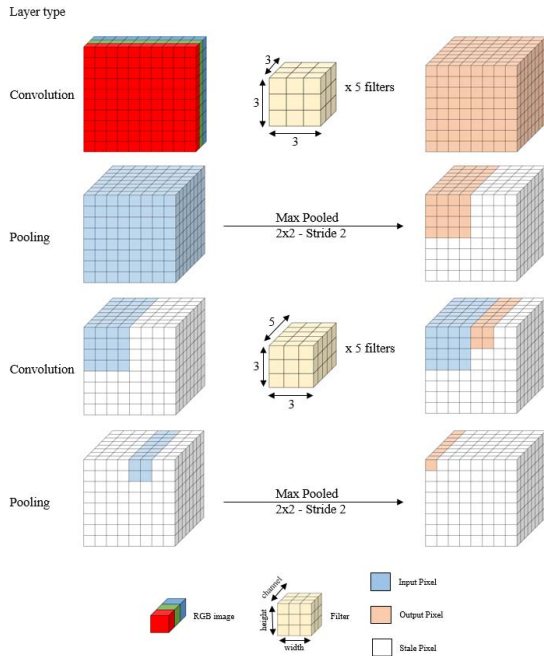 Layer type
Convolution
3
3
3
x 5 filters
Pooling
Max Pooled
2x2 - Stride 2
Convolution
5
3
3
x 5 filters
Pooling
Max Pooled
2x2 - Stride 2
RGB image
channel
height
width
Filter
Input Pixel
Output Pixel
Stale Pixel